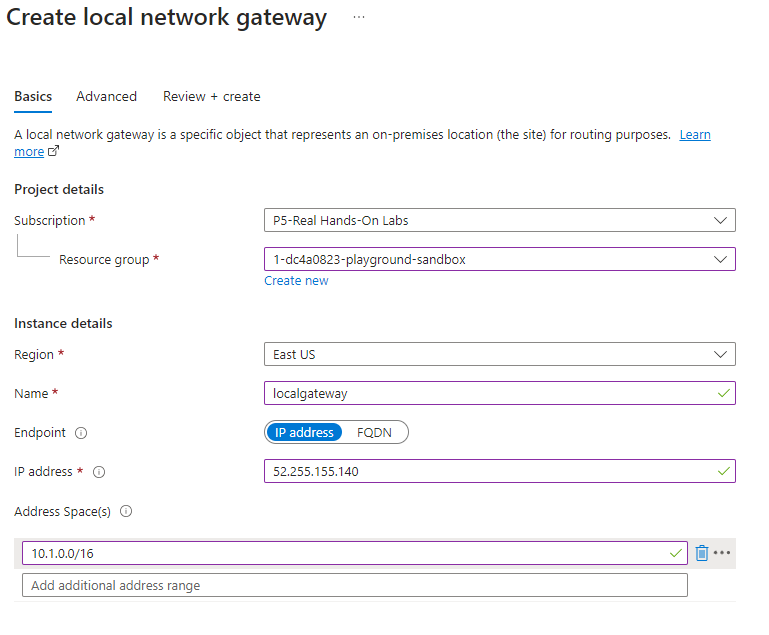 Create local network gateway ...
Basics Advanced Review + create
A local network gateway is a specific object that represents an on-premises location (the site) for routing purposes. Learn
more
Project details
Subscription * P5-Real Hands-On Labs
Resource group * 1-dc4a0823-playground-sandbox
Create new
Instance details
Region * East US
Name * localgateway
Endpoint IP address FQDN
IP address * 52.255.155.140
Address Space(s)
10.1.0.0/16
Add additional address range